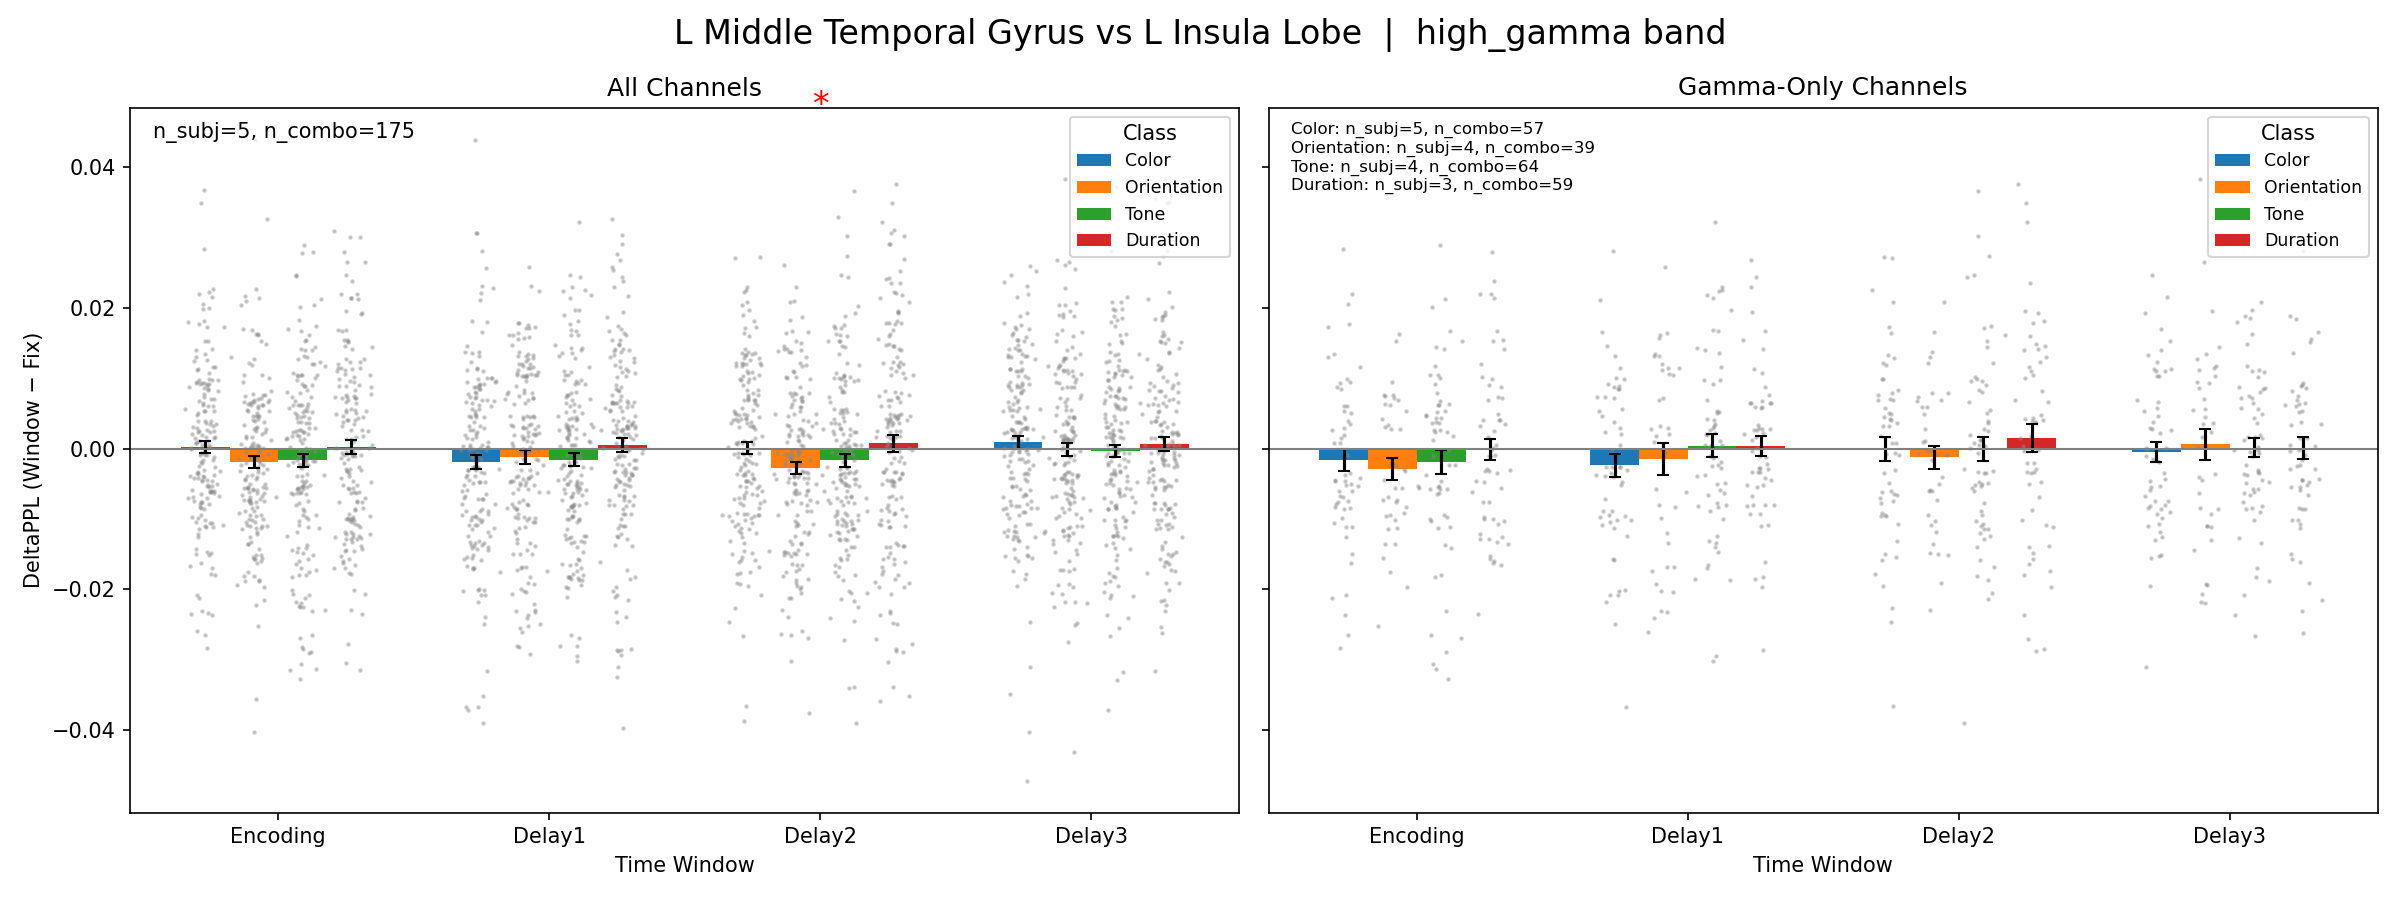 L Middle Temporal Gyrus vs L Insula Lobe | high_gamma band
All Channels
*
n_subj=5, n_combo=175
Class
Color
Orientation
Tone
Duration
0.04
0.02
0.00
−0.02
−0.04
DeltaPPL (Window − Fix)
Encoding
Delay1
Delay2
Delay3
Time Window
Gamma-Only Channels
Color: n_subj=5, n_combo=57
Orientation: n_subj=4, n_combo=39
Tone: n_subj=4, n_combo=64
Duration: n_subj=3, n_combo=59
Class
Color
Orientation
Tone
Duration
Encoding
Delay1
Delay2
Delay3
Time Window